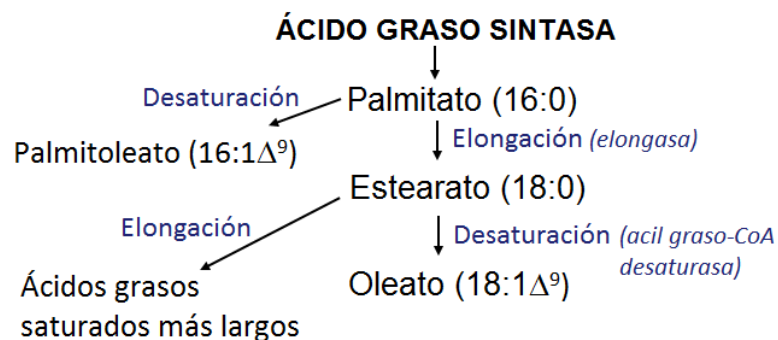 ÁCIDO GRASO SINTASA
Desaturación
Palmitato (16:0)
Palmitoleato (16:1Δ⁹)
Elongación (elongasa)
Estearato (18:0)
Elongación
Desaturación (acil graso-CoA
desaturasa)
Ácidos grasos
saturados más largos
Oleato (18:1Δ⁹)